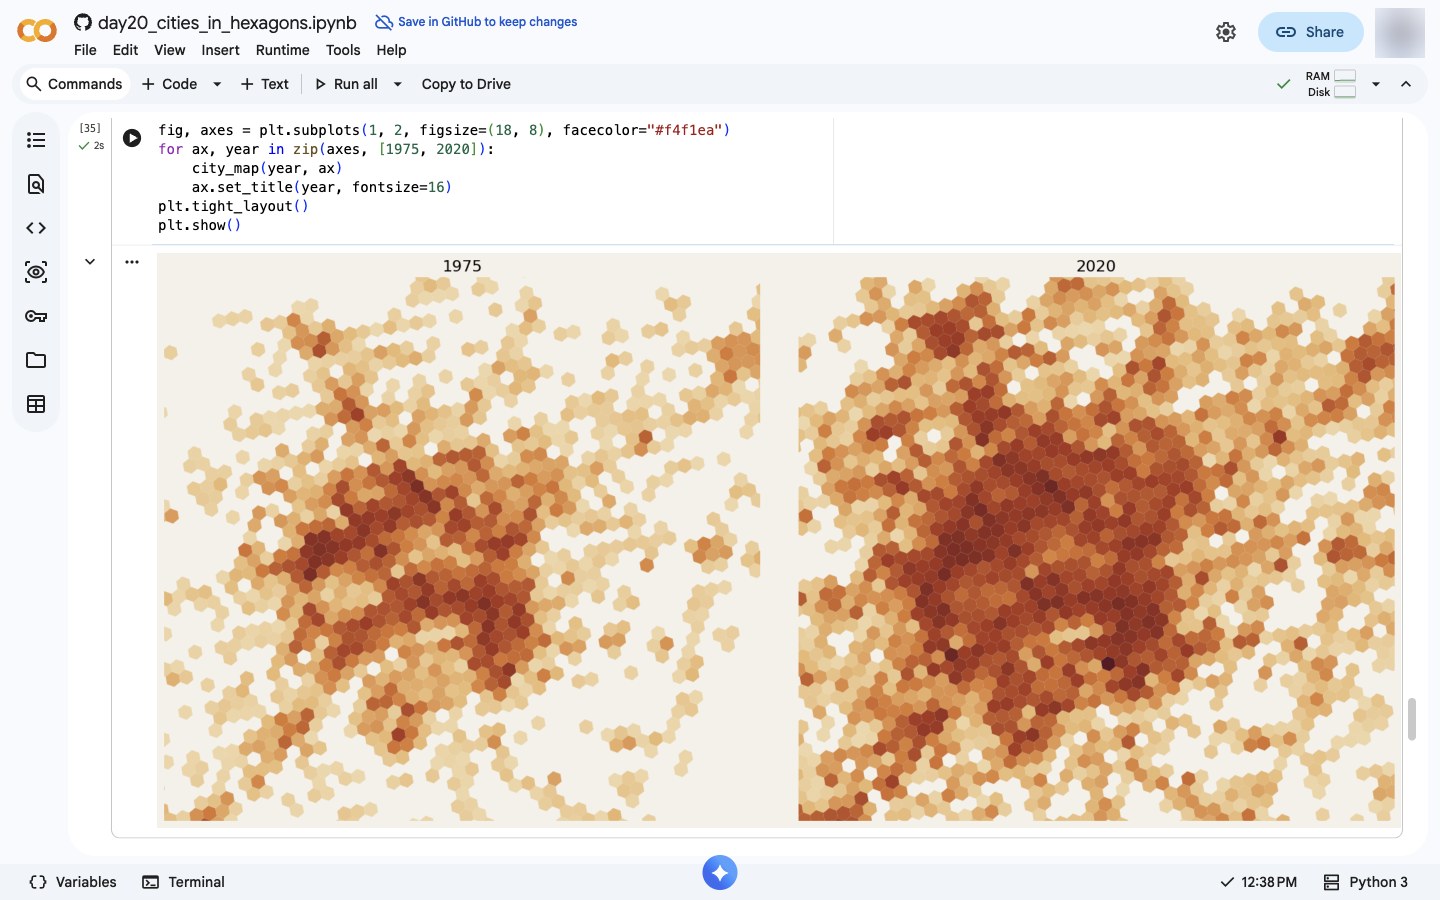 day20_cities_in_hexagons.ipynb
Save in GitHub to keep changes
Share
File Edit View Insert Runtime Tools Help
Commands + Code + Text Run all Copy to Drive
RAM
Disk
[35]
2s
fig, axes = plt.subplots(1, 2, figsize=(18, 8), facecolor="#f4f1ea")
for ax, year in zip(axes, [1975, 2020]):
    city_map(year, ax)
    ax.set_title(year, fontsize=16)
plt.tight_layout()
plt.show()
1975 2020
Variables Terminal 12:38 PM Python 3